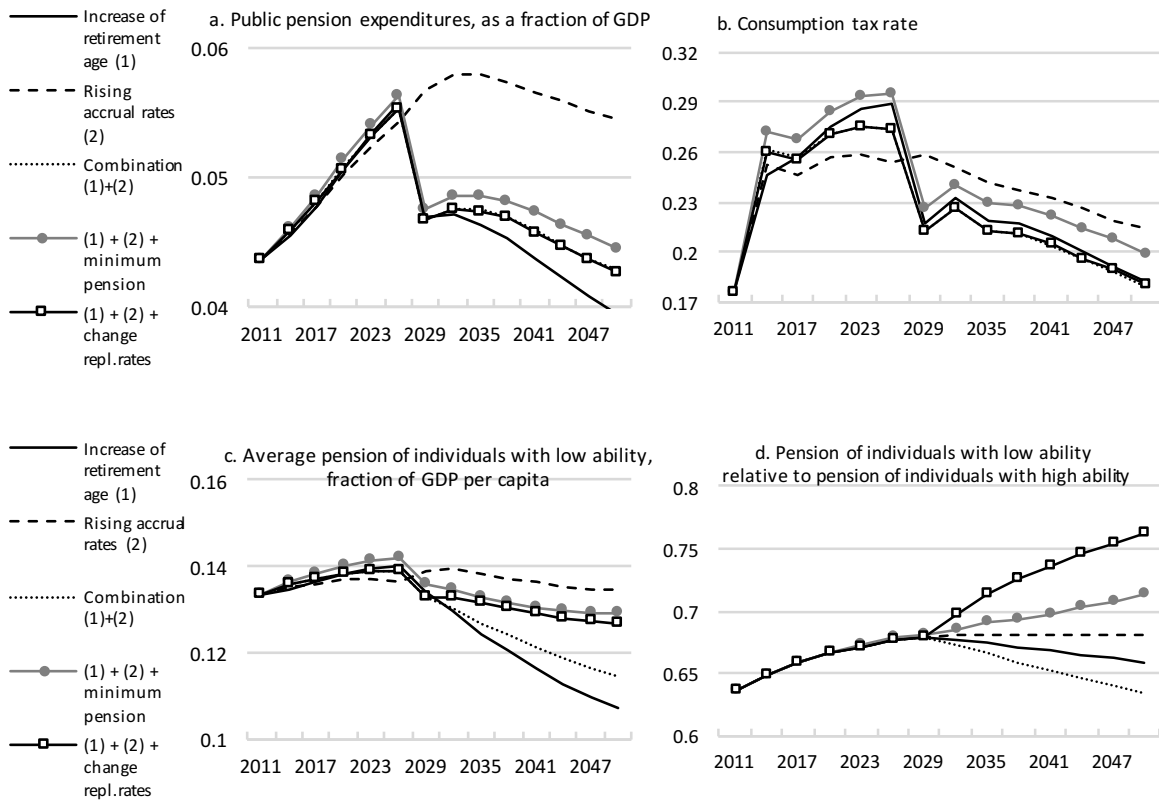 Increase of
retirement
age (1)
Rising
accrual rates
(2)
Combination
(1)+(2)
(1) + (2) +
minimum
pension
(1) + (2) +
change
repl.rates
a. Public pension expenditures, as a fraction of GDP
0.06
0.05
0.04
2011 2017 2023 2029 2035 2041 2047
b. Consumption tax rate
0.32
0.29
0.26
0.23
0.2
0.17
2011 2017 2023 2029 2035 2041 2047
Increase of
retirement
age (1)
Rising accrual
rates (2)
Combination
(1)+(2)
(1) + (2) +
minimum
pension
(1) + (2) +
change
repl.rates
c. Average pension of individuals with low ability,
fraction of GDP per capita
0.16
0.14
0.12
0.1
2011 2017 2023 2029 2035 2041 2047
d. Pension of individuals with low ability
relative to pension of individuals with high ability
0.8
0.75
0.7
0.65
0.6
2011 2017 2023 2029 2035 2041 2047